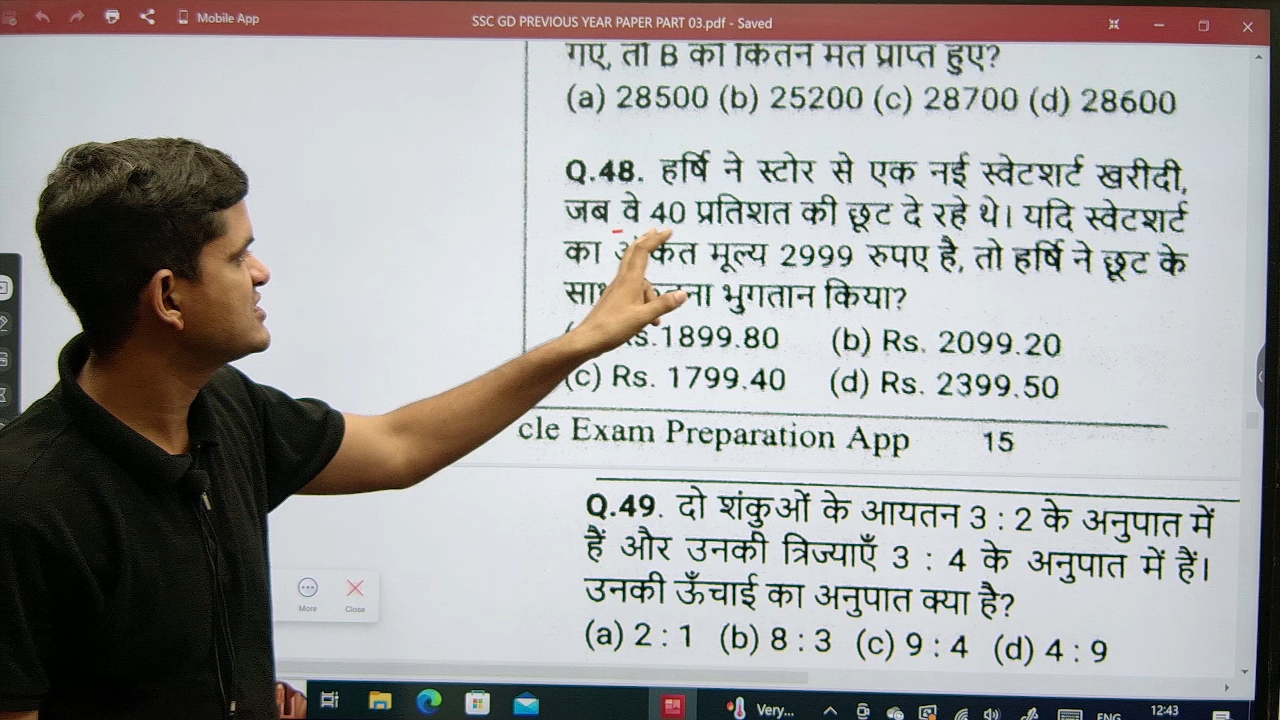 Mobile App
SSC GD PREVIOUS YEAR PAPER PART 03.pdf - Saved
गए, तो B को कितने मत प्राप्त हुए?
(a) 28500 (b) 25200 (c) 28700 (d) 28600
Q.48. हर्षि ने स्टोर से एक नई स्वेटशर्ट खरीदी,
जब वे 40 प्रतिशत की छूट दे रहे थे। यदि स्वेटशर्ट
का मूल्य 2999 रुपए है, तो हर्षि ने छूट के
भुगतान किया?
1899.80 (b) Rs. 2099.20
(c) Rs. 1799.40 (d) Rs. 2399.50
cle Exam Preparation App 15
Q.49. दो शंकुओं के आयतन 3 : 2 के अनुपात में
हैं और उनकी त्रिज्याएँ 3 : 4 के अनुपात में हैं।
उनकी ऊँचाई का अनुपात क्या है?
(a) 2 : 1 (b) 8 : 3 (c) 9 : 4 (d) 4 : 9
More Close
Very... ENG 12:43